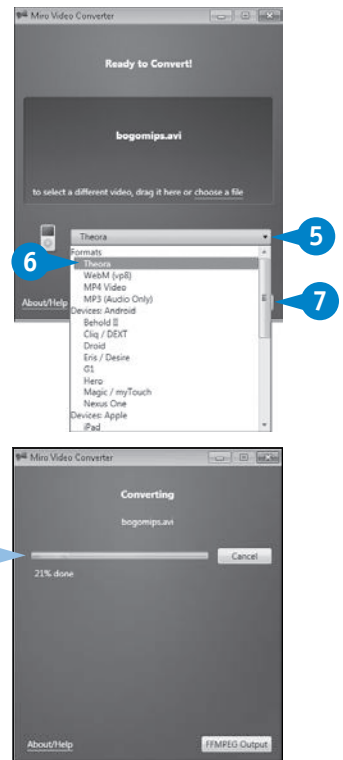 Miro Video Converter
Ready to Convert!
bogomips.avi
to select a different video, drag it here or choose a file
Theora
5
Formats
6
Theora
WebM (vp8)
MP4 Video
MP3 (Audio Only)
About/Help
7
Devices: Android
Behold II
Cliq / DEXT
Droid
Eris / Desire
G1
Hero
Magic / myTouch
Nexus One
Devices: Apple
iPad
Miro Video Converter
Converting
bogomips.avi
Cancel
21% done
About/Help
FFMPEG Output